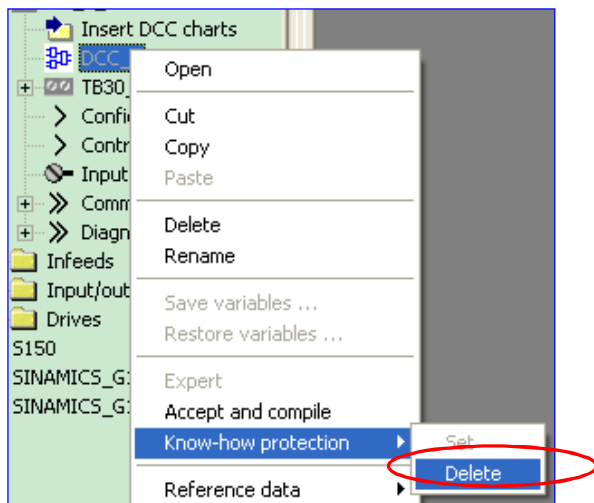 Insert DCC charts
DCC_
TB30_
Confi
Contr
Input
Comm
Diagn
Infeeds
Input/out
Drives
S150
SINAMICS_G1
SINAMICS_G1
Open
Cut
Copy
Paste
Delete
Rename
Save variables ...
Restore variables ...
Expert
Accept and compile
Know-how protection
Reference data
Set
Delete